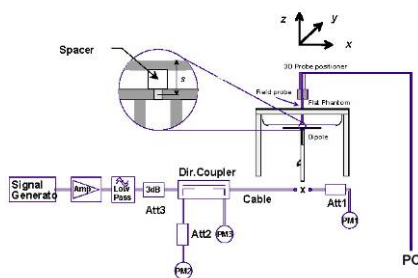 z
y
x
Spacer
s
3D Probe positioner
Field probe
Flat Phantom
Dipole
Signal
Generato
Amp.
Low
Pass
3dB
Att3
Dir.Coupler
Cable
x
Att1
PM1
Att2
PM3
PM2
PC